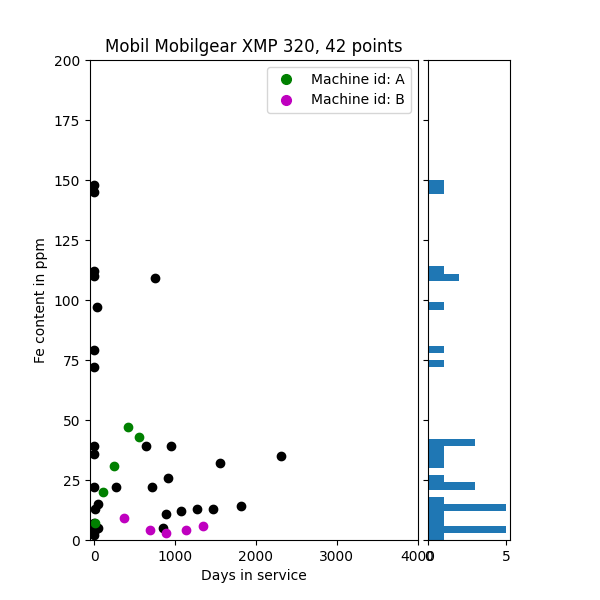 Mobil Mobilgear XMP 320, 42 points
Machine id: A
Machine id: B
200
175
150
125
100
75
50
25
0
Fe content in ppm
0 1000 2000 3000 4000
0 5
Days in service